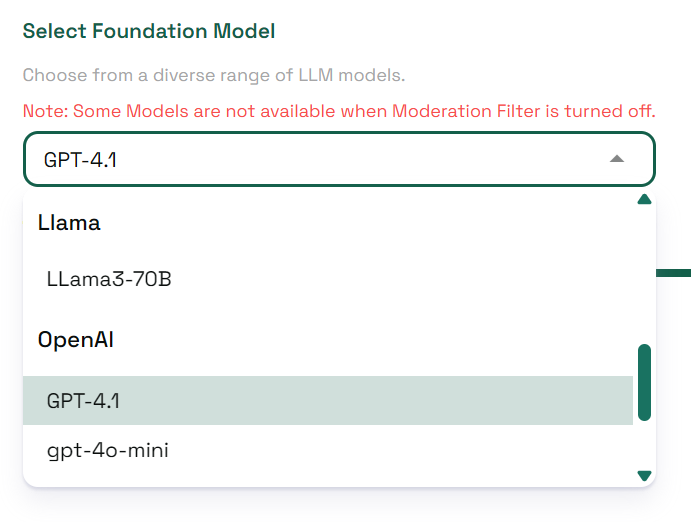 Select Foundation Model
Choose from a diverse range of LLM models.
Note: Some Models are not available when Moderation Filter is turned off.
GPT-4.1
Llama
LLama3-70B
OpenAI
GPT-4.1
gpt-4o-mini